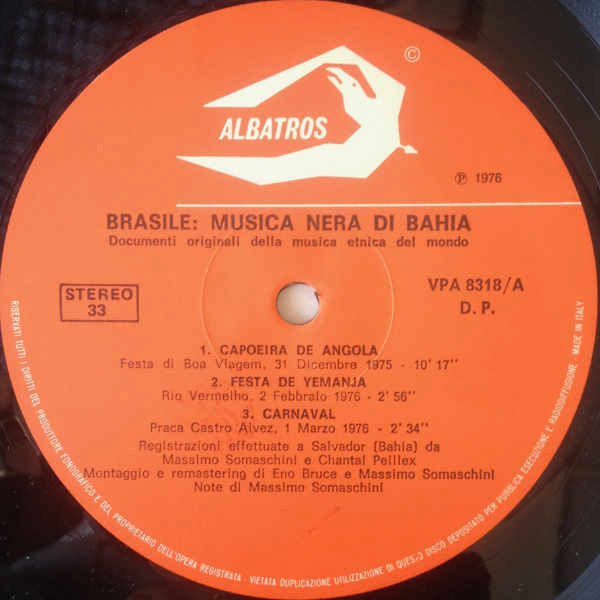 ©
ALBATROS
℗ 1976
BRASILE: MUSICA NERA DI BAHIA
Documenti originali della musica etnica del mondo
STEREO
33
VPA 8318/A
D. P.
1. CAPOEIRA DE ANGOLA
Festa di Boa Viagem, 31 Dicembre 1975 - 10' 17''
2. FESTA DE YEMANJA
Rio Vermelho, 2 Febbralo 1976 - 2' 56''
3. CARNAVAL
Praca Castro Alvez, 1 Marzo 1976 - 2' 34''
Registrazioni effettuate a Salvador (Bahia) da
Massimo Somaschini e Chantal Peillex
Montaggio e remastering di Eno Bruce e Massimo Somaschini
Note di Massimo Somaschini
RISERVATI TUTTI I DIRITTI DEL PRODUTTORE FONOGRAFICO E DEL PROPRIETARIO DELL'OPERA REGISTRATA - VIETATA DUPLICAZIONE UTILIZZAZIONE DI QUES- DISCO DEPOSITATO PER PUBBLICA ESECUZIONE E RADIODIFFUSIONE - MADE IN ITALY